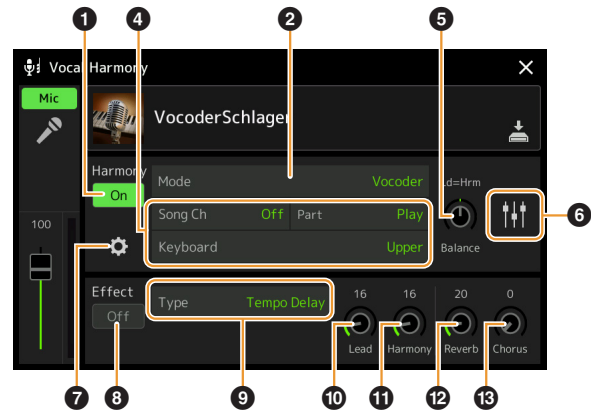 1 4 2 5
Vocal Harmony
Mic
VocoderSchlager
Harmony
On
Mode Vocoder
Ld=Hrm
Song Ch Off Part Play
6
Keyboard Upper
Balance
100
Effect
Off
Type Tempo Delay
16 16 20 0
Lead Harmony Reverb Chorus
7 8 9 10 11 12 13